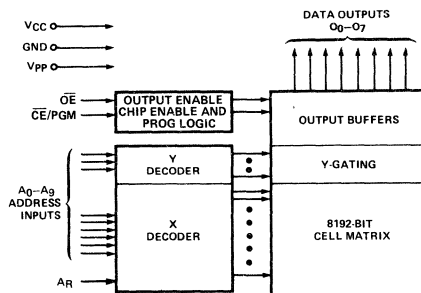 VCC
GND
VPP
DATA OUTPUTS
O0–O7
OE
CE/PGM
OUTPUT ENABLE
CHIP ENABLE AND
PROG LOGIC
OUTPUT BUFFERS
Y
DECODER
Y-GATING
A0–A9
ADDRESS
INPUTS
X
DECODER
8192-BIT
CELL MATRIX
AR